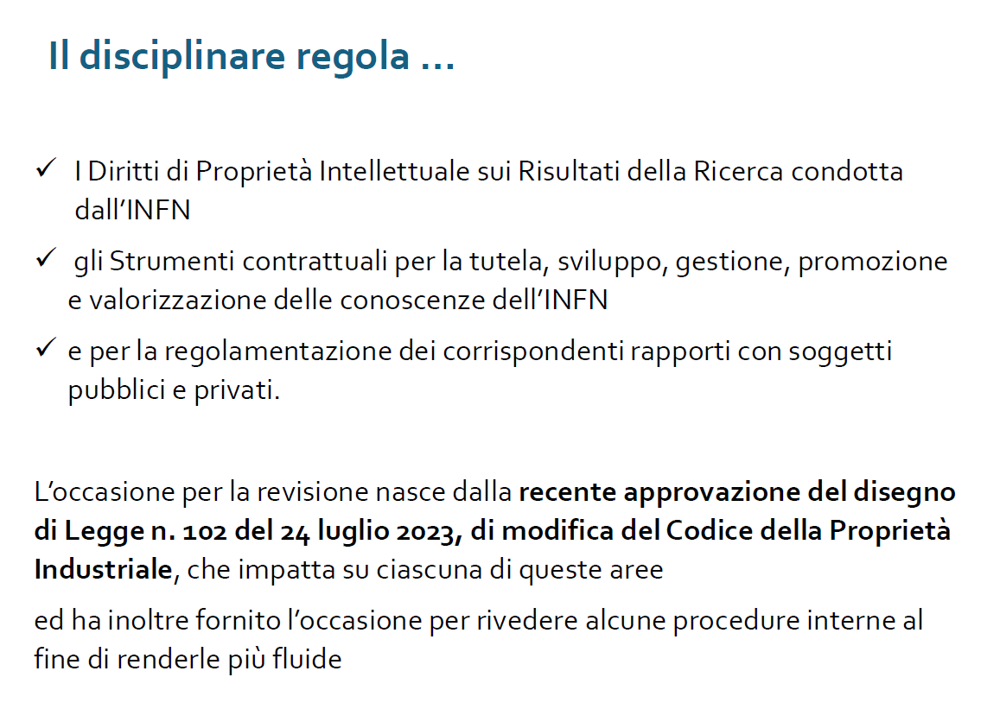 Il disciplinare regola ...
✓ I Diritti di Proprietà Intellettuale sui Risultati della Ricerca condotta
dall’INFN
✓ gli Strumenti contrattuali per la tutela, sviluppo, gestione, promozione
e valorizzazione delle conoscenze dell’INFN
✓ e per la regolamentazione dei corrispondenti rapporti con soggetti
pubblici e privati.
L’occasione per la revisione nasce dalla recente approvazione del disegno
di Legge n. 102 del 24 luglio 2023, di modifica del Codice della Proprietà
Industriale, che impatta su ciascuna di queste aree
ed ha inoltre fornito l’occasione per rivedere alcune procedure interne al
fine di renderle più fluide